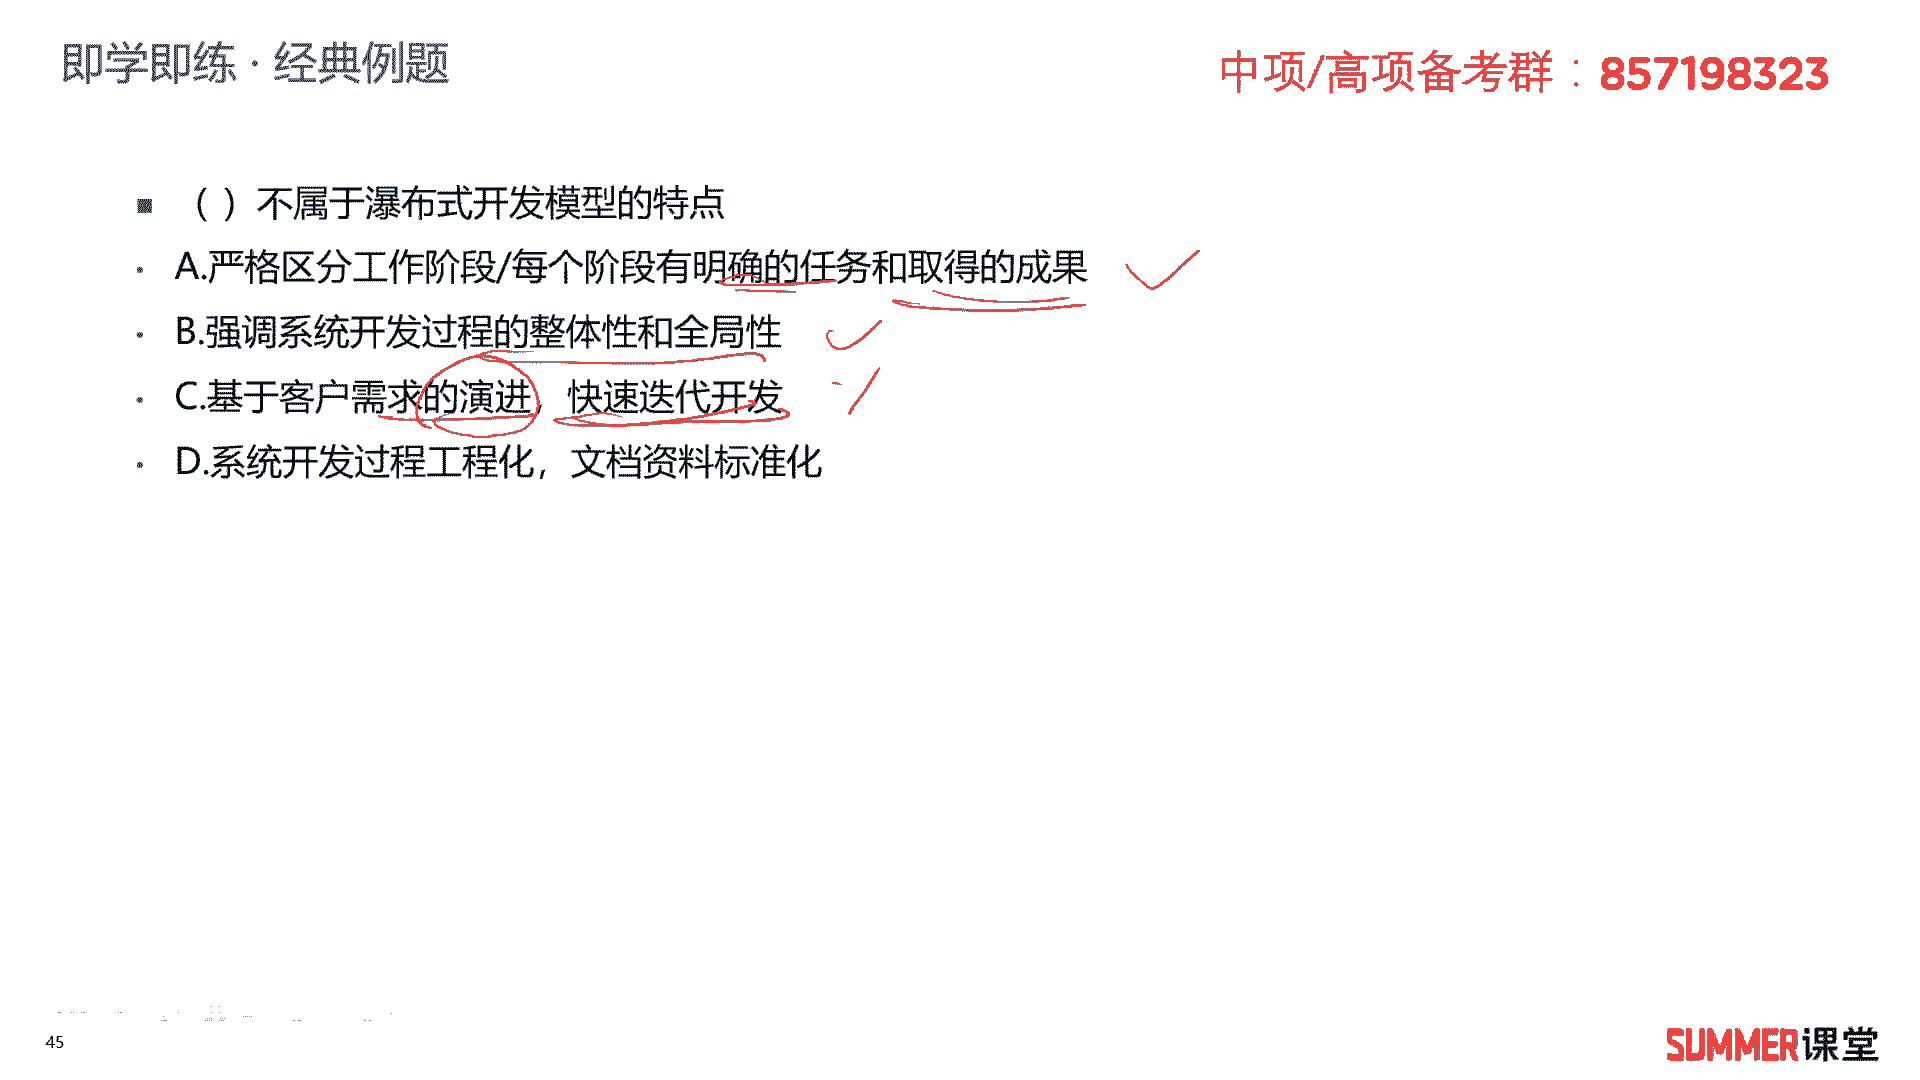 即学即练·经典例题
中项/高项备考群：857198323
■ （ ）不属于瀑布式开发模型的特点
· A.严格区分工作阶段/每个阶段有明确的任务和取得的成果
· B.强调系统开发过程的整体性和全局性
· C.基于客户需求的演进，快速迭代开发
· D.系统开发过程工程化，文档资料标准化
45
SUMMER课堂